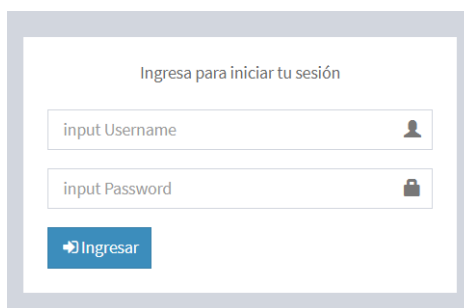 Ingresa para iniciar tu sesión
input Username
input Password
Ingresar